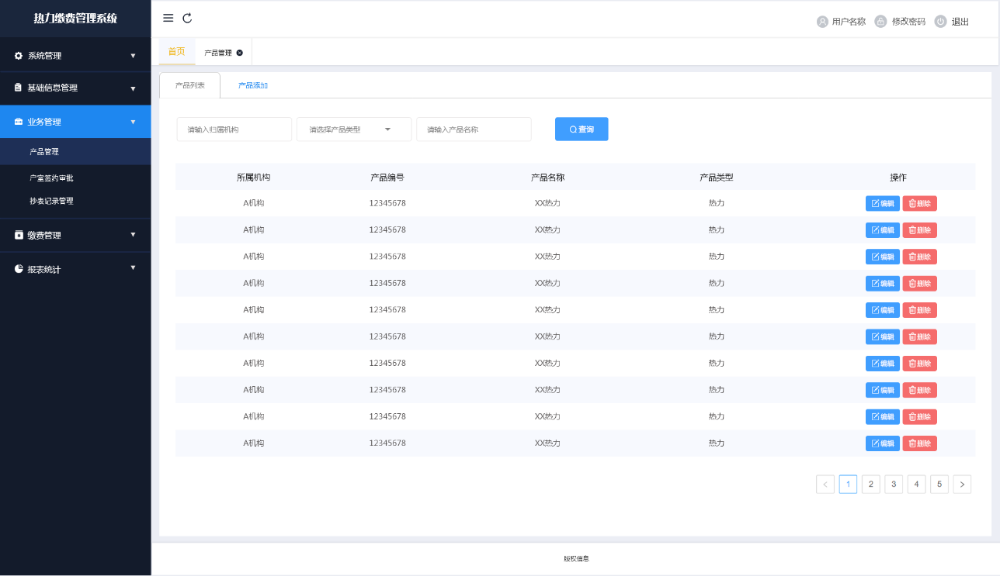 热力缴费管理系统
用户名称 修改密码 退出
系统管理
基础信息管理
业务管理
产品管理
户室签约审批
抄表记录管理
缴费管理
报表统计
首页 产品管理
产品列表 产品添加
请输入归属机构 请选择产品类型 请输入产品名称 查询
所属机构 产品编号 产品名称 产品类型 操作
A机构 12345678 XX热力 热力 编辑 删除
A机构 12345678 XX热力 热力 编辑 删除
A机构 12345678 XX热力 热力 编辑 删除
A机构 12345678 XX热力 热力 编辑 删除
A机构 12345678 XX热力 热力 编辑 删除
A机构 12345678 XX热力 热力 编辑 删除
A机构 12345678 XX热力 热力 编辑 删除
A机构 12345678 XX热力 热力 编辑 删除
A机构 12345678 XX热力 热力 编辑 删除
A机构 12345678 XX热力 热力 编辑 删除
< 1 2 3 4 5 >
版权信息